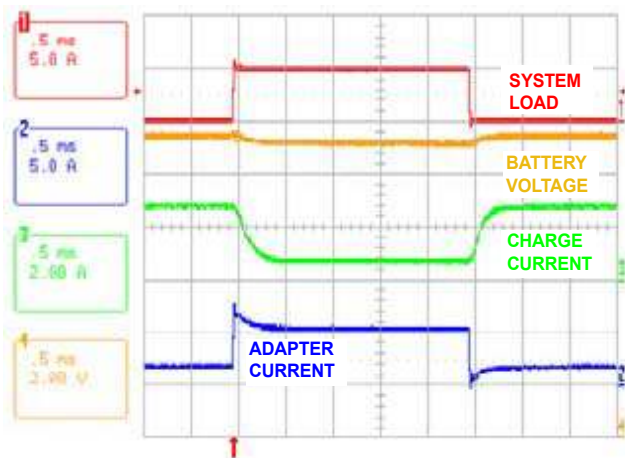 1
.5 ms
5.0 A
2
.5 ms
5.0 A
3
.5 ms
2.00 A
4
.5 ms
2.00 V
SYSTEM
LOAD
BATTERY
VOLTAGE
CHARGE
CURRENT
ADAPTER
CURRENT